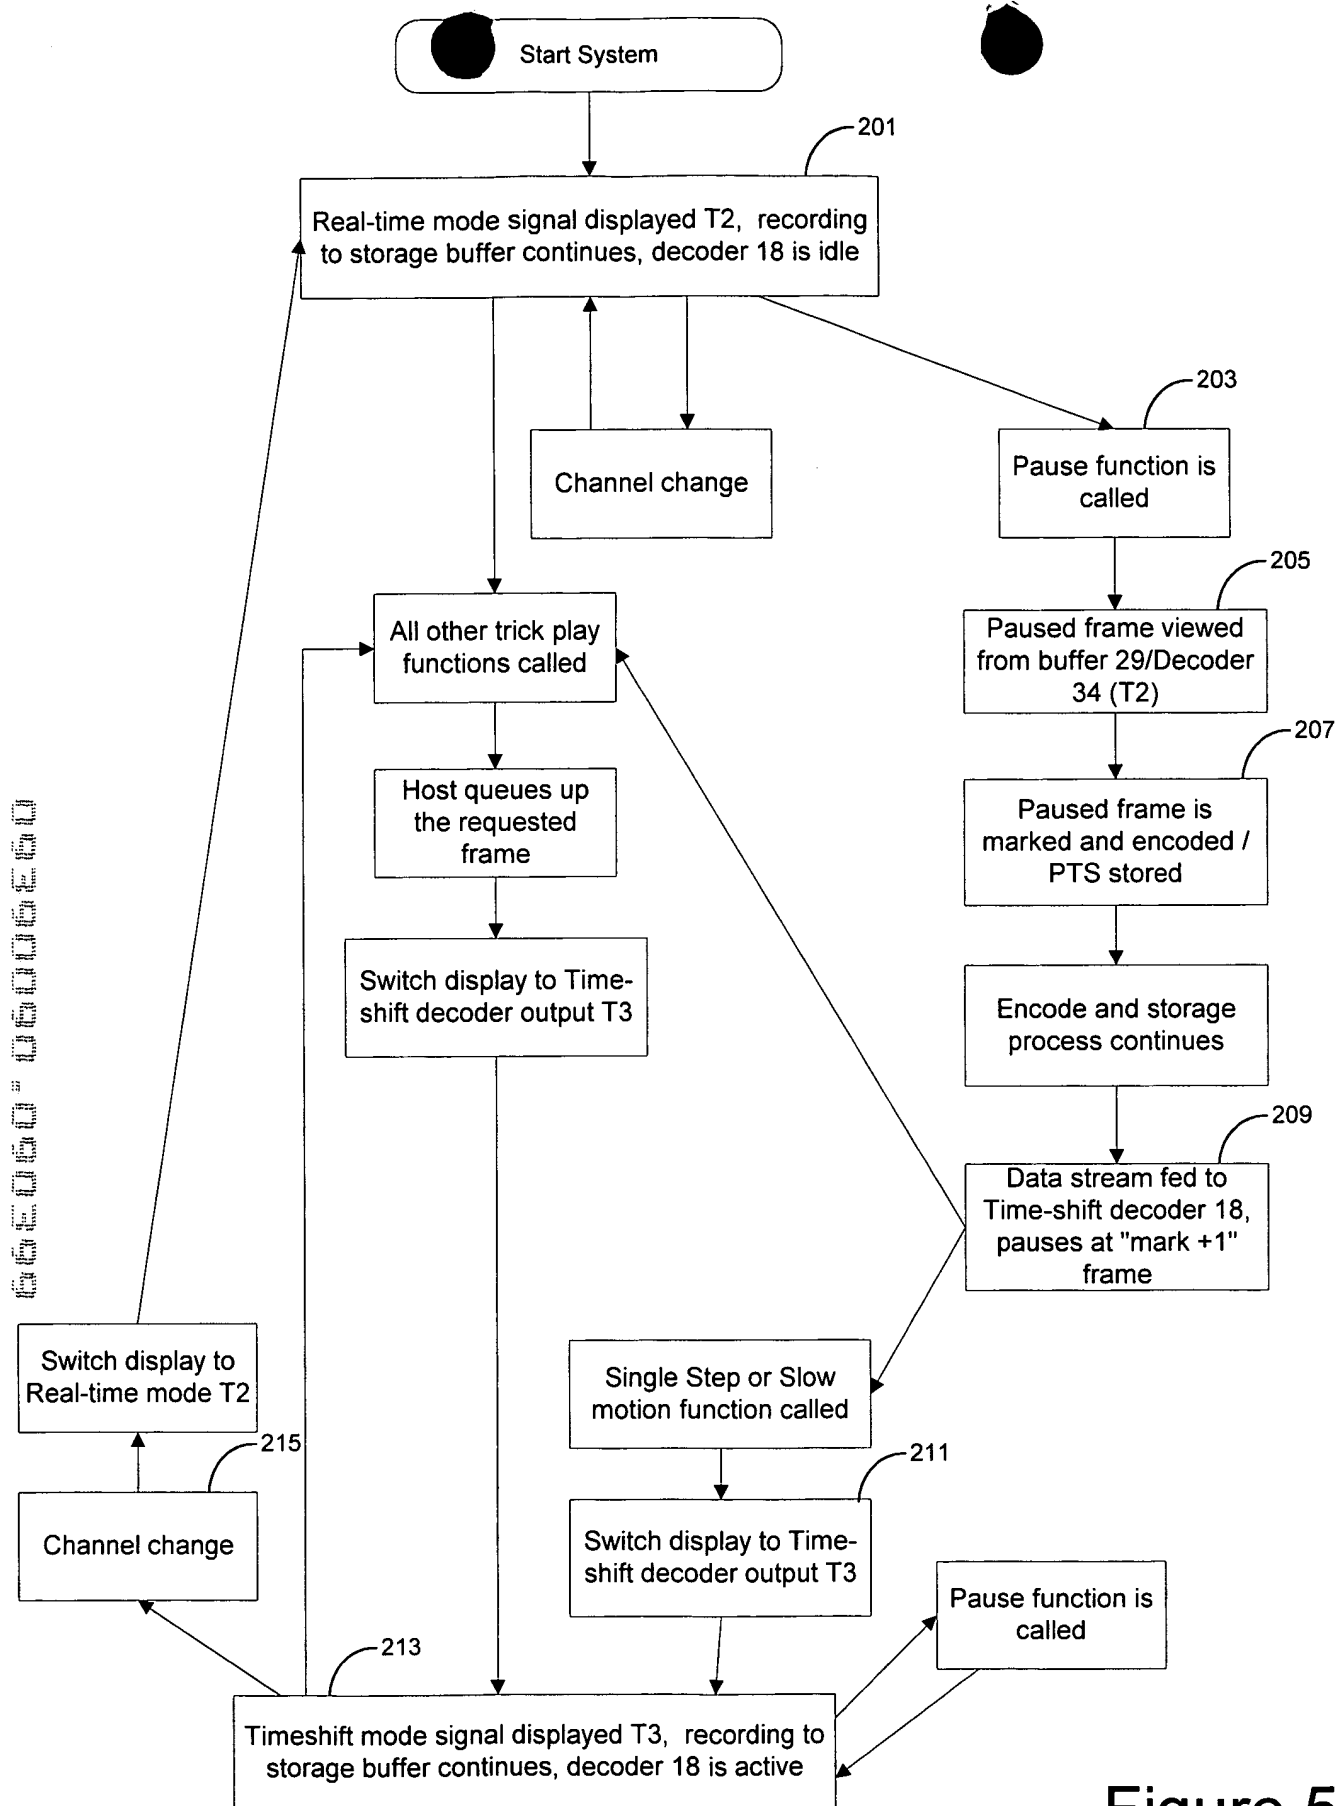 Start System
201
Real-time mode signal displayed T2, recording
to storage buffer continues, decoder 18 is idle
203
Channel change
Pause function is
called
205
All other trick play
functions called
Paused frame viewed
from buffer 29/Decoder
34 (T2)
207
Host queues up
the requested
frame
Paused frame is
marked and encoded /
PTS stored
Switch display to Time-
shift decoder output T3
Encode and storage
process continues
209
Data stream fed to
Time-shift decoder 18,
pauses at "mark +1"
frame
Switch display to
Real-time mode T2
Single Step or Slow
motion function called
215
211
Channel change
Switch display to Time-
shift decoder output T3
Pause function is
called
213
Timeshift mode signal displayed T3, recording to
storage buffer continues, decoder 18 is active
Figure 5